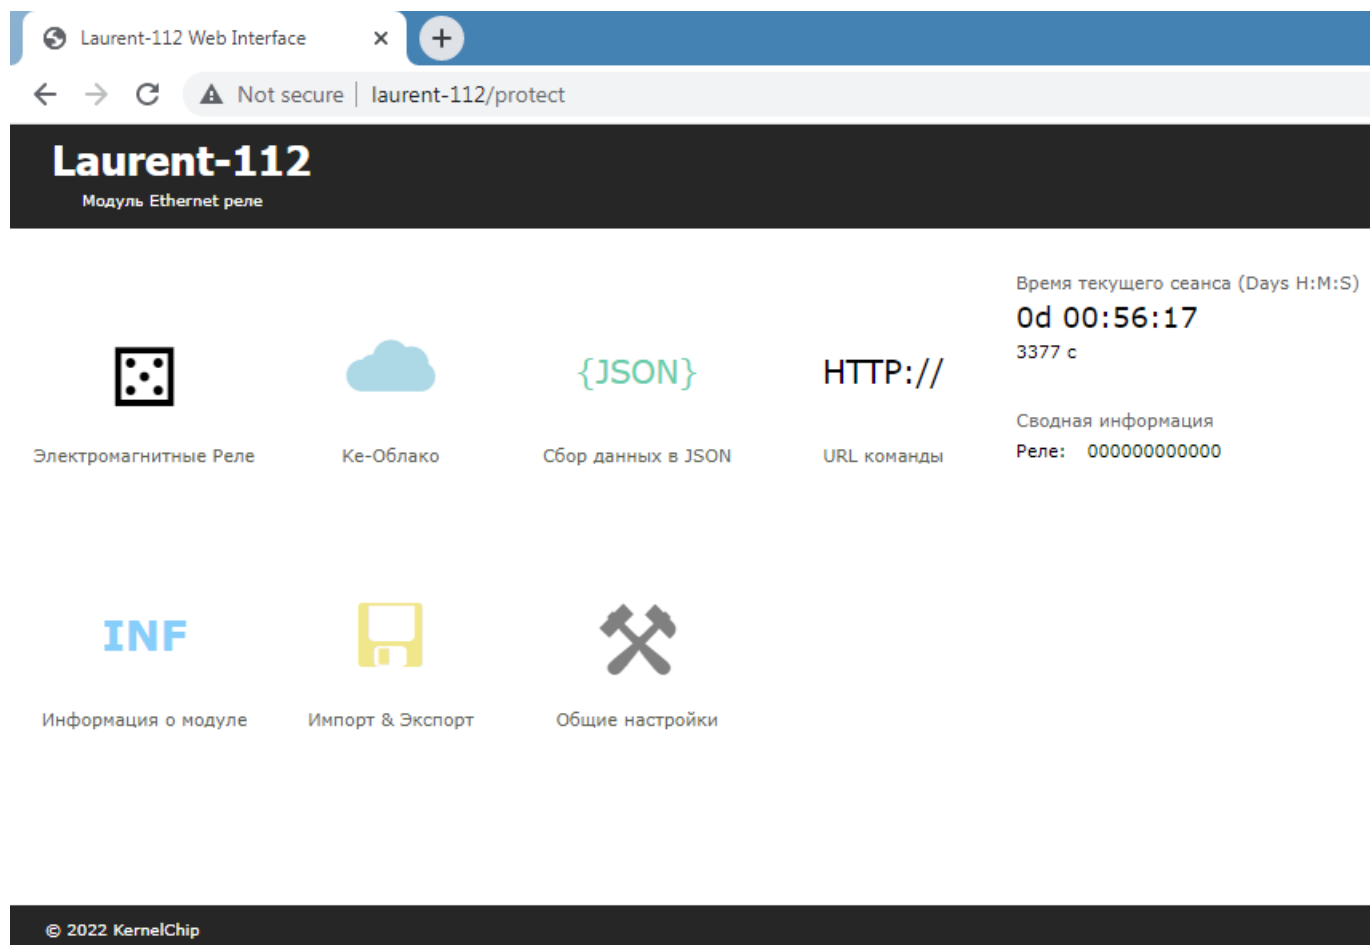 Laurent-112 Web Interface
Not secure | laurent-112/protect
Laurent-112
Модуль Ethernet реле
Время текущего сеанса (Days H:M:S)
0d 00:56:17
3377 с
Сводная информация
Реле: 000000000000
{JSON}
HTTP://
Электромагнитные Реле
Ке-Облако
Сбор данных в JSON
URL команды
INF
Информация о модуле
Импорт & Экспорт
Общие настройки
© 2022 KernelChip